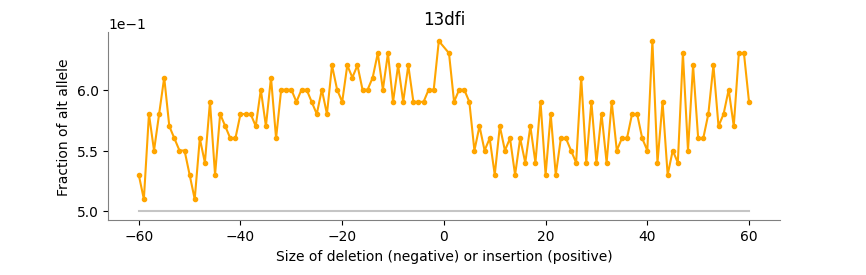 13dfi
1e−1
6.0
5.5
5.0
Fraction of alt allele
−60 −40 −20 0 20 40 60
Size of deletion (negative) or insertion (positive)